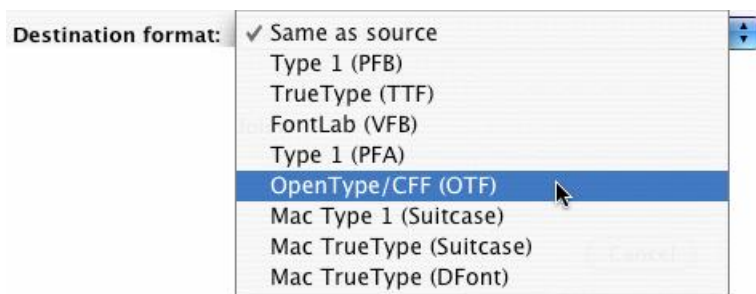 Destination format: ✓ Same as source
Type 1 (PFB)
TrueType (TTF)
FontLab (VFB)
Type 1 (PFA)
OpenType/CFF (OTF)
Mac Type 1 (Suitcase)
Mac TrueType (Suitcase)
Cancel
Mac TrueType (DFont)